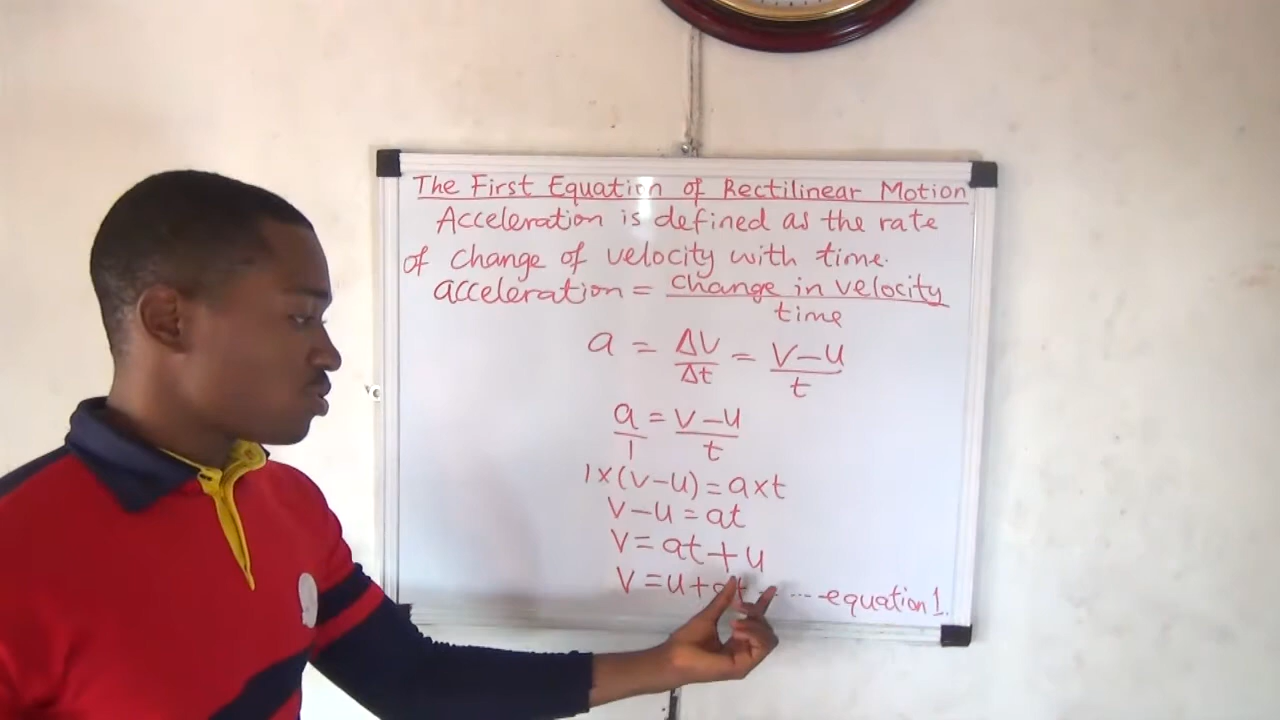 The First Equation of Rectilinear Motion
Acceleration is defined as the rate
of change of velocity with time.
acceleration = change in velocity / time
a = ΔV/Δt = V-u/t
a/1 = V-u/t
1×(V-u) = a×t
V-u = at
V = at+u
V = u+at ---- equation 1.